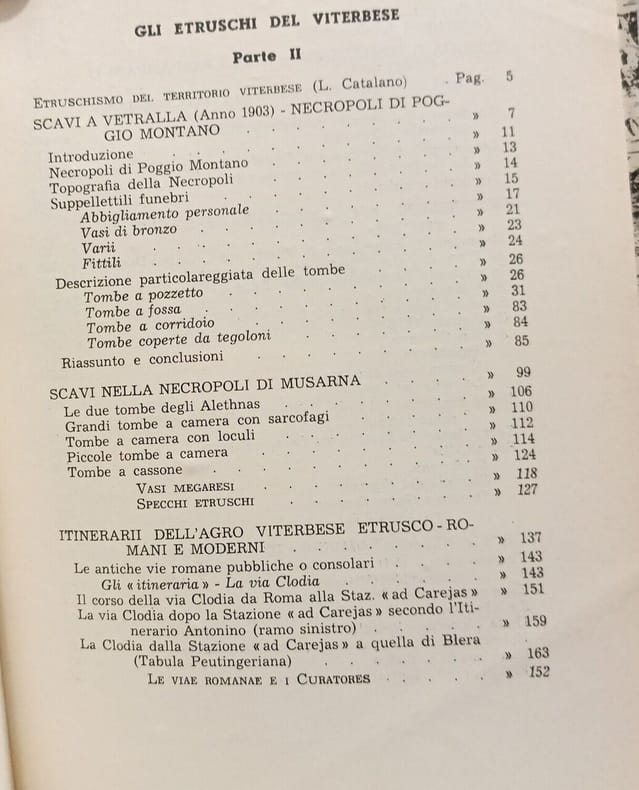 GLI ETRUSCHI DEL VITERBESE
Parte II
ETRUSCHISMO DEL TERRITORIO VITERBESE (L. Catalano) . Pag. 5
SCAVI A VETRALLA (Anno 1903) - NECROPOLI DI POG-
GIO MONTANO . . . . . . . » 7
Introduzione . . . . . . . . » 11
Necropoli di Poggio Montano . . . . . » 13
Topografia della Necropoli . . . . . » 14
Suppellettili funebri . . . . . . » 15
Abbigliamento personale . . . . . » 17
Vasi di bronzo . . . . . . . » 21
Varii . . . . . . . . » 23
Fittili . . . . . . . . » 24
Descrizione particolareggiata delle tombe . . . » 26
Tombe a pozzetto . . . . . . » 26
Tombe a fossa . . . . . . » 31
Tombe a corridoio . . . . . . » 83
Tombe coperte da tegoloni . . . . » 84
Riassunto e conclusioni . . . . . . » 85
SCAVI NELLA NECROPOLI DI MUSARNA . . . . » 99
Le due tombe degli Alethnas . . . . . » 106
Grandi tombe a camera con sarcofagi . . . . » 110
Tombe a camera con loculi . . . . . » 112
Piccole tombe a camera . . . . . . » 114
Tombe a cassone . . . . . . . » 124
VASI MEGARESI . . . . . . » 118
SPECCHI ETRUSCHI . . . . . » 127
ITINERARII DELL'AGRO VITERBESE ETRUSCO-RO-
MANI E MODERNI . . . . . . » 137
Le antiche vie romane pubbliche o consolari . . . » 143
Gli «itineraria» - La via Clodia . . . . » 143
Il corso della via Clodia da Roma alla Staz. «ad Carejas» » 151
La via Clodia dopo la Stazione «ad Carejas» secondo l'Iti-
nerario Antonino (ramo sinistro) . . . . » 159
La Clodia dalla Stazione «ad Carejas» a quella di Blera
(Tabula Peutingeriana) . . . . . » 163
LE VIAE ROMANAE E I CURATORES . . . . » 152